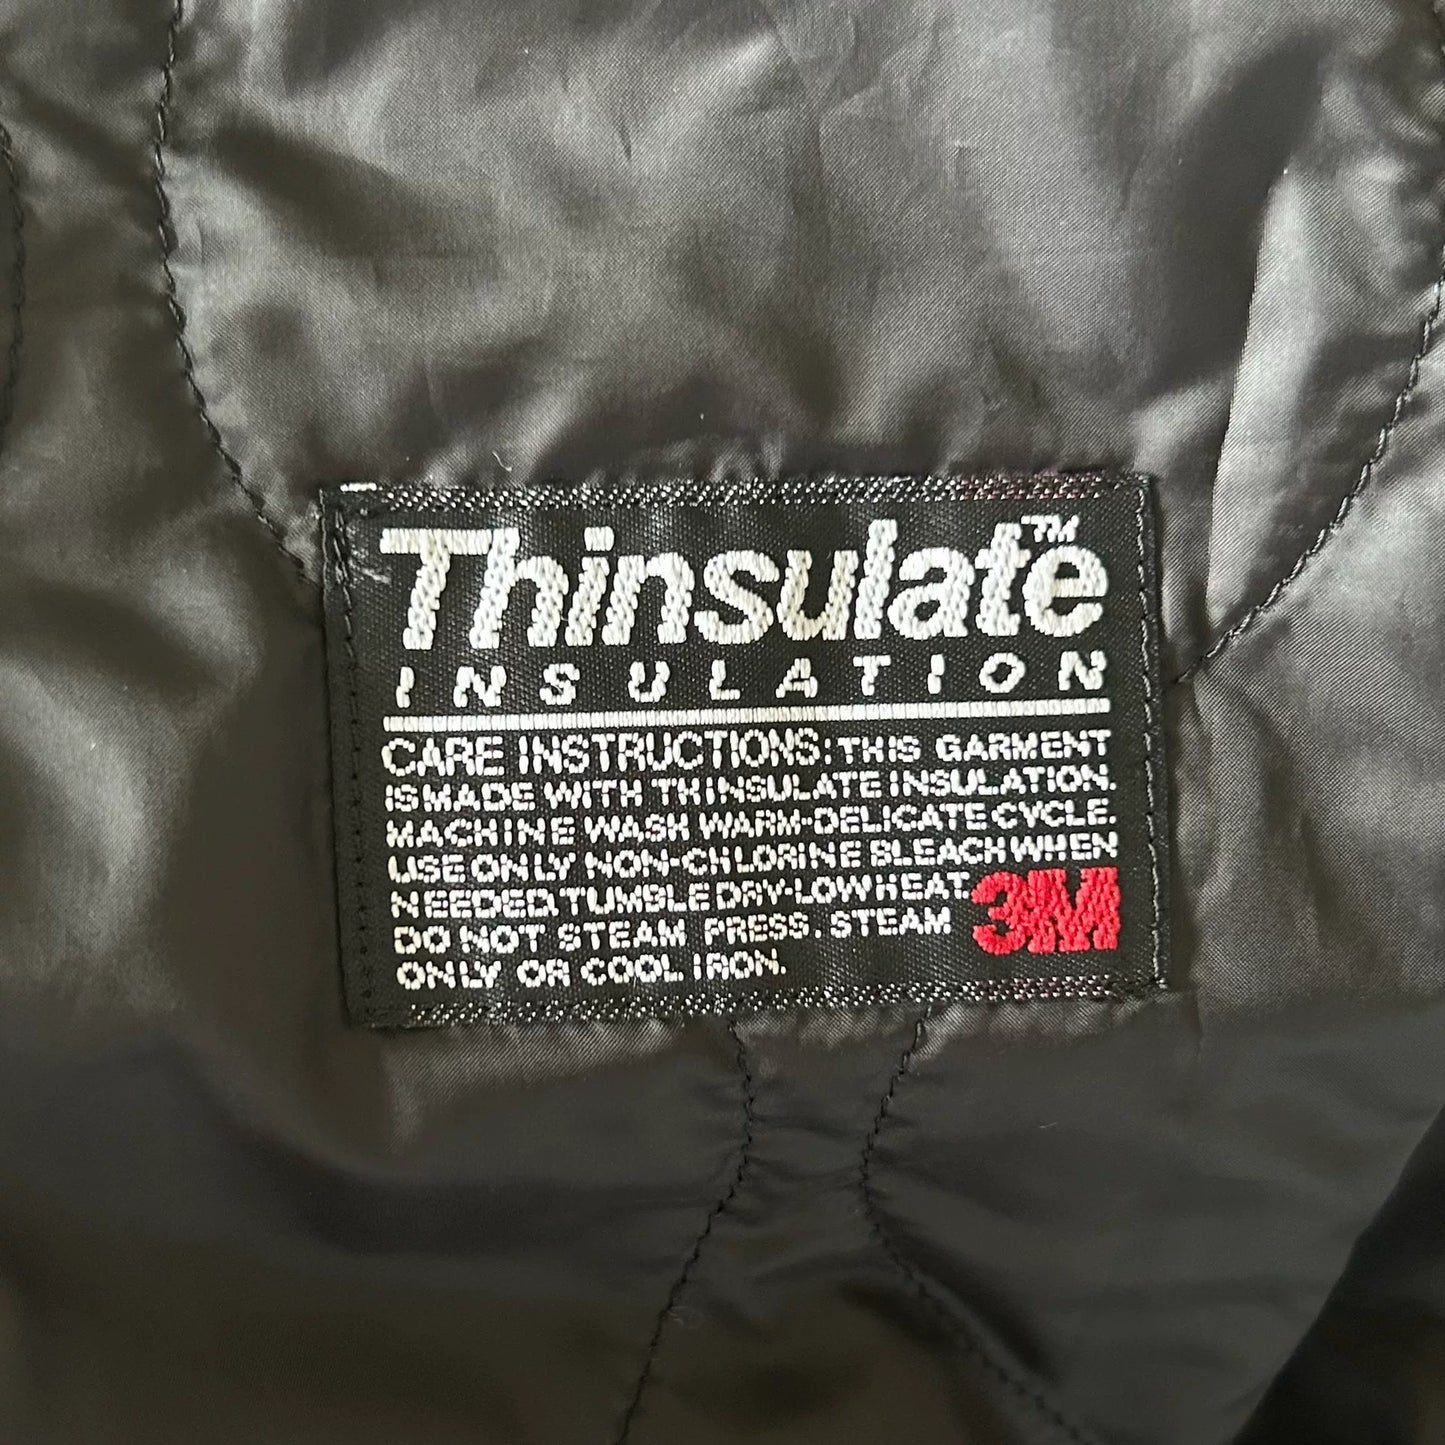 Thinsulate™
INSULATION
CARE INSTRUCTIONS: THIS GARMENT
IS MADE WITH THINSULATE INSULATION.
MACHINE WASH WARM-DELICATE CYCLE.
USE ONLY NON-CHLORINE BLEACH WHEN
NEEDED. TUMBLE DRY-LOW HEAT.
DO NOT STEAM PRESS. STEAM
ONLY OR COOL IRON.
3M